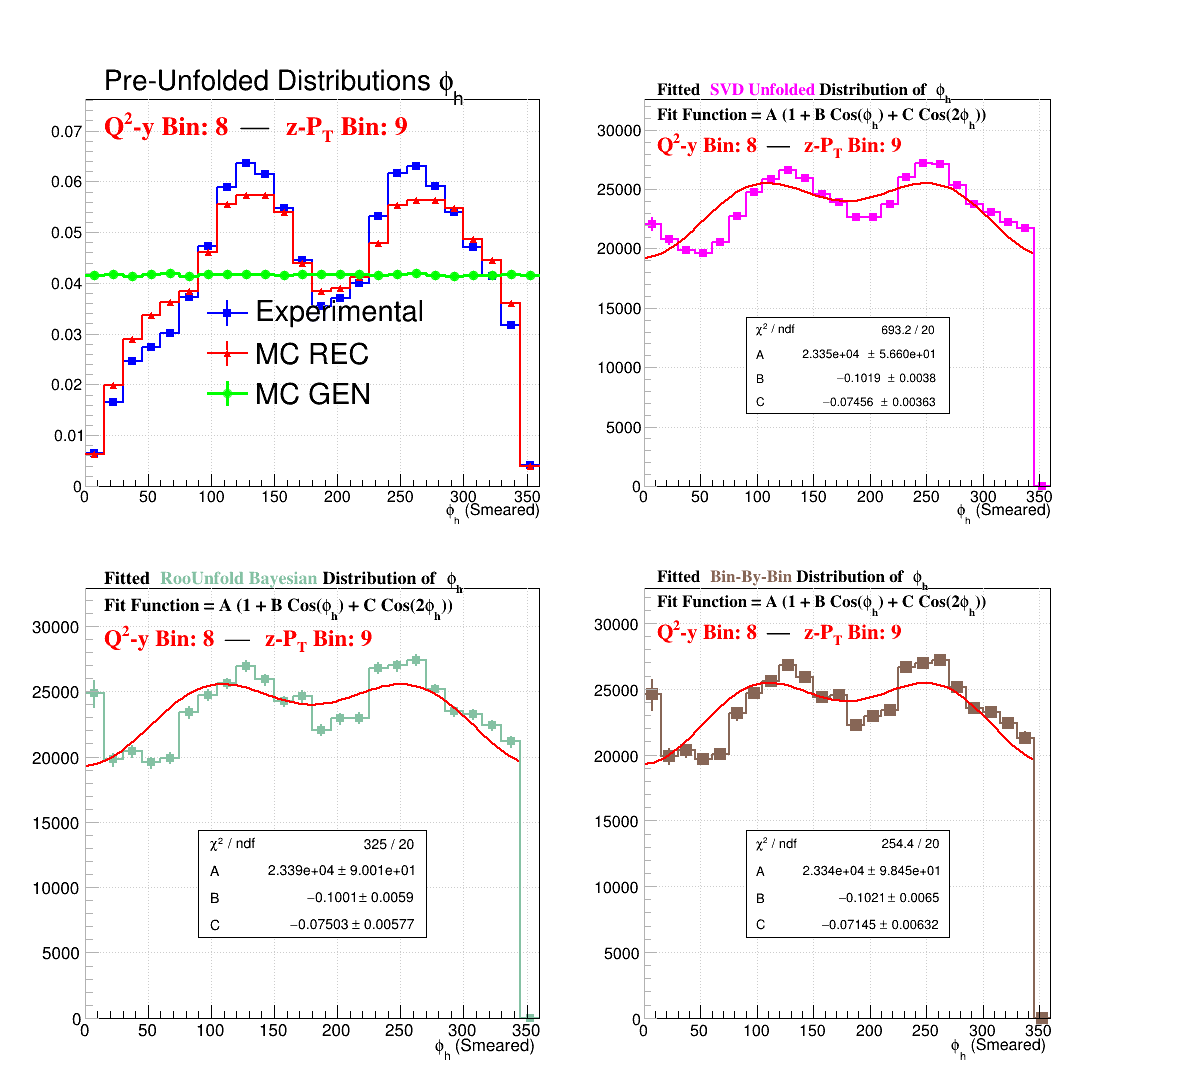 Pre-Unfolded Distributions ϕh
Q²-y Bin: 8 — z-PT Bin: 9
0.07
0.06
0.05
0.04
0.03
0.02
0.01
0
Experimental
MC REC
MC GEN
0 50 100 150 200 250 300 350
ϕh (Smeared)
Fitted SVD Unfolded Distribution of ϕh
Fit Function = A (1 + B Cos(ϕh) + C Cos(2ϕh))
Q²-y Bin: 8 — z-PT Bin: 9
30000
25000
20000
15000
10000
5000
0
χ² / ndf 693.2 / 20
A 2.335e+04 ± 5.660e+01
B −0.1019 ± 0.0038
C −0.07456 ± 0.00363
0 50 100 150 200 250 300 350
ϕh (Smeared)
Fitted RooUnfold Bayesian Distribution of ϕh
Fit Function = A (1 + B Cos(ϕh) + C Cos(2ϕh))
Q²-y Bin: 8 — z-PT Bin: 9
30000
25000
20000
15000
10000
5000
0
χ² / ndf 325 / 20
A 2.339e+04 ± 9.001e+01
B −0.1001 ± 0.0059
C −0.07503 ± 0.00577
0 50 100 150 200 250 300 350
ϕh (Smeared)
Fitted Bin-By-Bin Distribution of ϕh
Fit Function = A (1 + B Cos(ϕh) + C Cos(2ϕh))
Q²-y Bin: 8 — z-PT Bin: 9
30000
25000
20000
15000
10000
5000
0
χ² / ndf 254.4 / 20
A 2.334e+04 ± 9.845e+01
B −0.1021 ± 0.0065
C −0.07145 ± 0.00632
0 50 100 150 200 250 300 350
ϕh (Smeared)